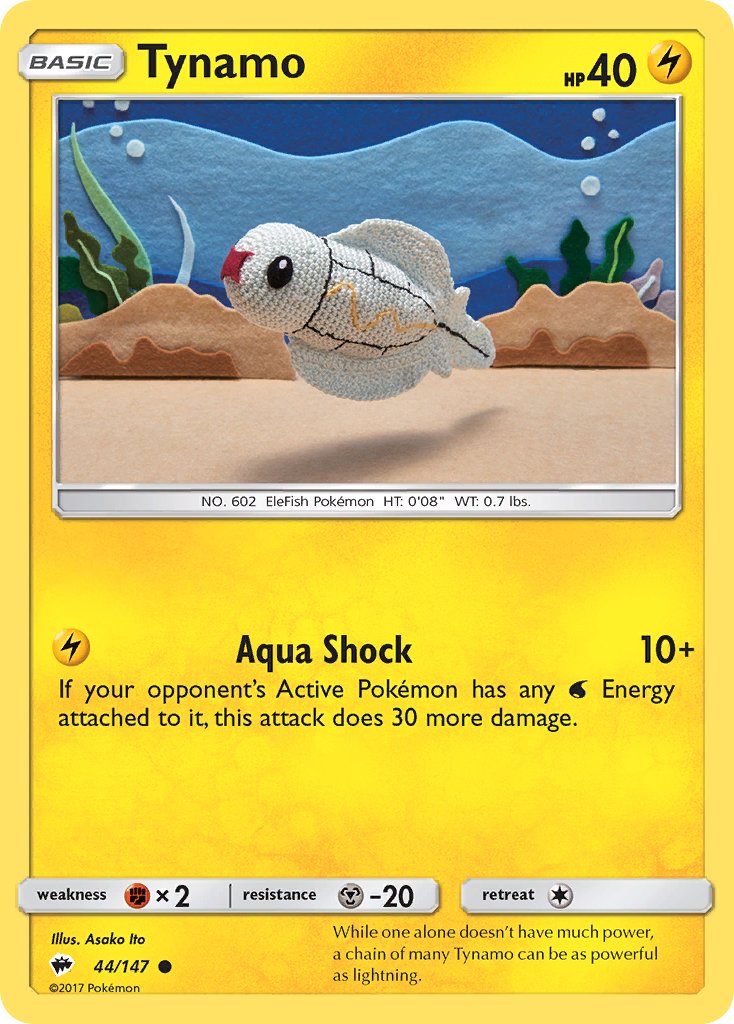 BASIC Tynamo HP40
NO. 602 EleFish Pokémon HT: 0'08" WT: 0.7 lbs.
Aqua Shock 10+
If your opponent's Active Pokémon has any Energy
attached to it, this attack does 30 more damage.
weakness ×2 resistance -20 retreat
Illus. Asako Ito
44/147
©2017 Pokémon
While one alone doesn't have much power,
a chain of many Tynamo can be as powerful
as lightning.